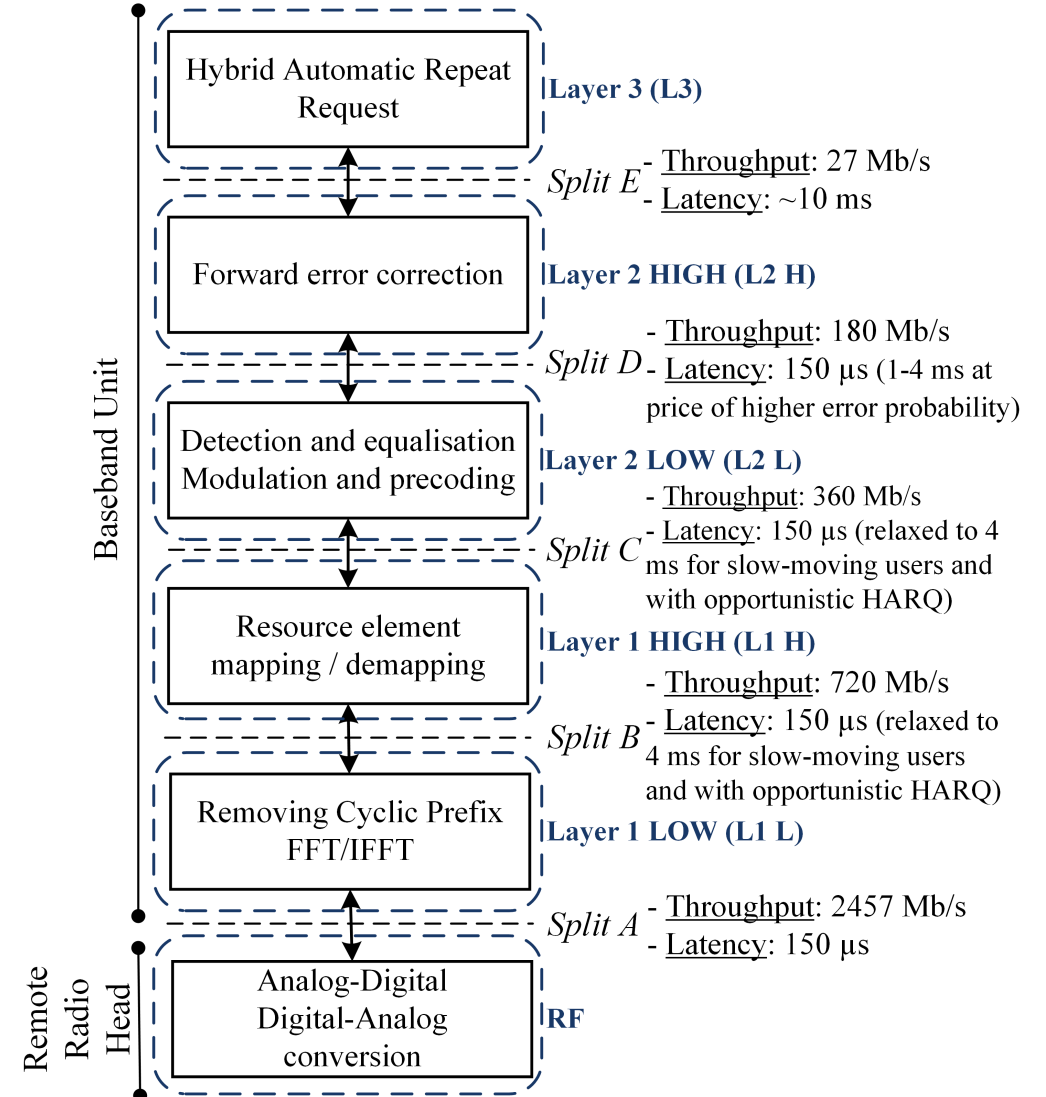 Hybrid Automatic Repeat
Request
Layer 3 (L3)
Split E
- Throughput: 27 Mb/s
- Latency: ~10 ms
Forward error correction
Layer 2 HIGH (L2 H)
Split D
- Throughput: 180 Mb/s
- Latency: 150 µs (1-4 ms at
price of higher error probability)
Detection and equalisation
Modulation and precoding
Layer 2 LOW (L2 L)
Split C
- Throughput: 360 Mb/s
- Latency: 150 µs (relaxed to 4
ms for slow-moving users and
with opportunistic HARQ)
Resource element
mapping / demapping
Layer 1 HIGH (L1 H)
Split B
- Throughput: 720 Mb/s
- Latency: 150 µs (relaxed to
4 ms for slow-moving users
and with opportunistic HARQ)
Removing Cyclic Prefix
FFT/IFFT
Layer 1 LOW (L1 L)
Split A
- Throughput: 2457 Mb/s
- Latency: 150 µs
Analog-Digital
Digital-Analog
conversion
RF
Baseband Unit
Remote
Radio
Head